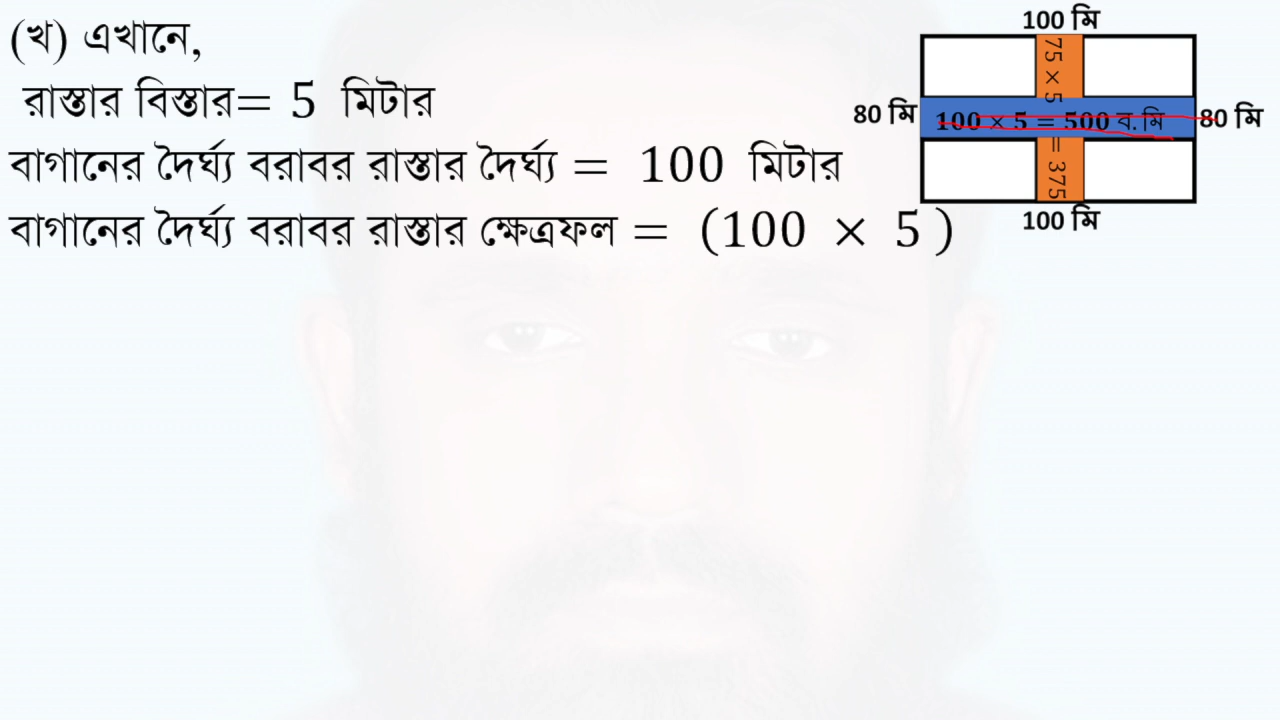 (খ) এখানে,
রাস্তার বিস্তার= 5 মিটার
বাগানের দৈর্ঘ্য বরাবর রাস্তার দৈর্ঘ্য = 100 মিটার
বাগানের দৈর্ঘ্য বরাবর রাস্তার ক্ষেত্রফল = (100 × 5 )
100 মি
80 মি
100 × 5 = 500 ব. মি
80 মি
75 × 5 = 375
100 মি